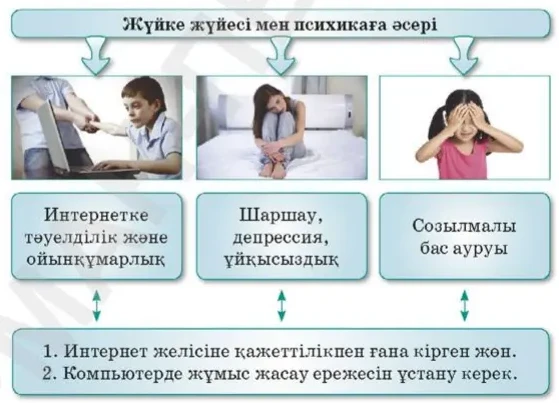 Жүйке жүйесі мен психикаға әсері
Интернетке
тәуелділік және
ойынқұмарлық
Шаршау,
депрессия,
ұйқысыздық
Созылмалы
бас ауруы
1. Интернет желісіне қажеттілікпен ғана кірген жөн.
2. Компьютерде жұмыс жасау ережесін ұстану керек.